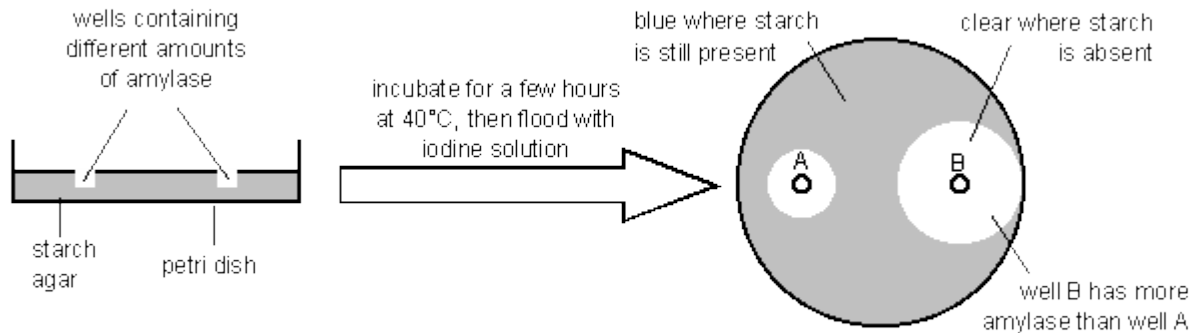 wells containing
different amounts
of amylase
starch
agar
petri dish
incubate for a few hours
at 40°C, then flood with
iodine solution
blue where starch
is still present
clear where starch
is absent
A
B
well B has more
amylase than well A